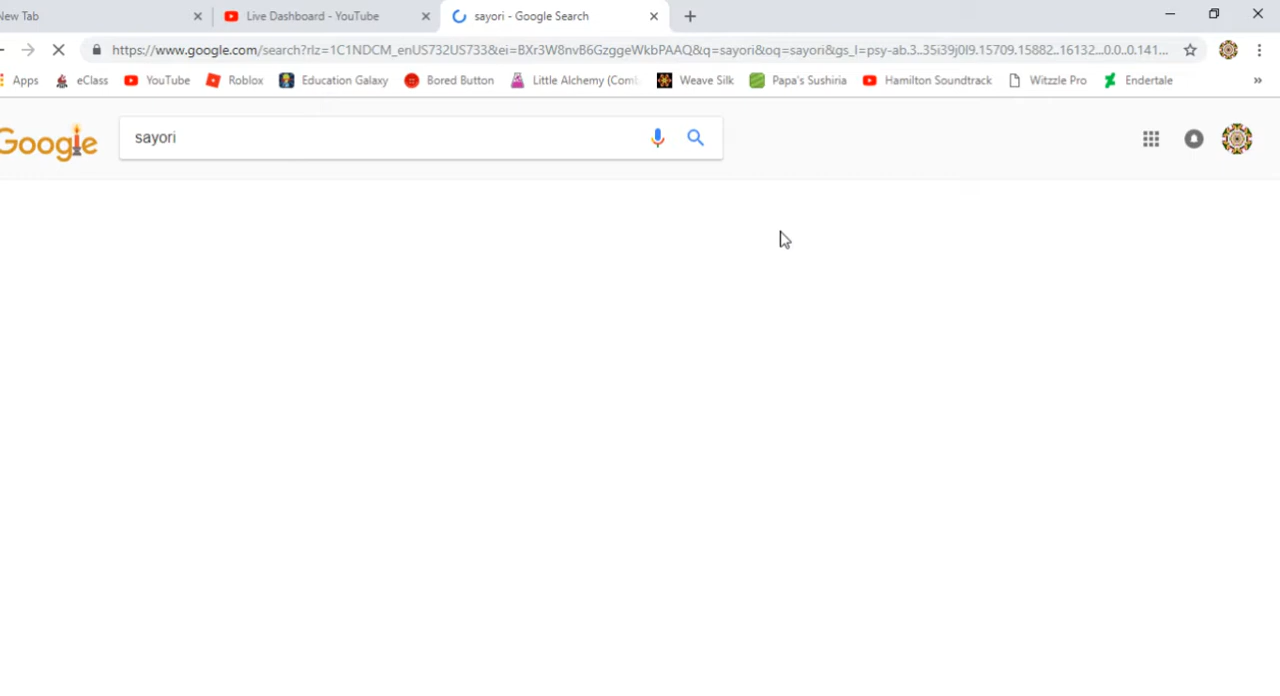 New Tab Live Dashboard - YouTube sayori - Google Search
https://www.google.com/search?rlz=1C1NDCM_enUS732US733&ei=BXr3W8nvB6GzggeWkbPAAQ&q=sayori&oq=sayori&gs_l=psy-ab.3..35i39j0l9.15709.15882..16132...0.0..0.141...
Apps eClass YouTube Roblox Education Galaxy Bored Button Little Alchemy (Com Weave Silk Papa's Sushiria Hamilton Soundtrack Witzzle Pro Endertale »
Google sayori